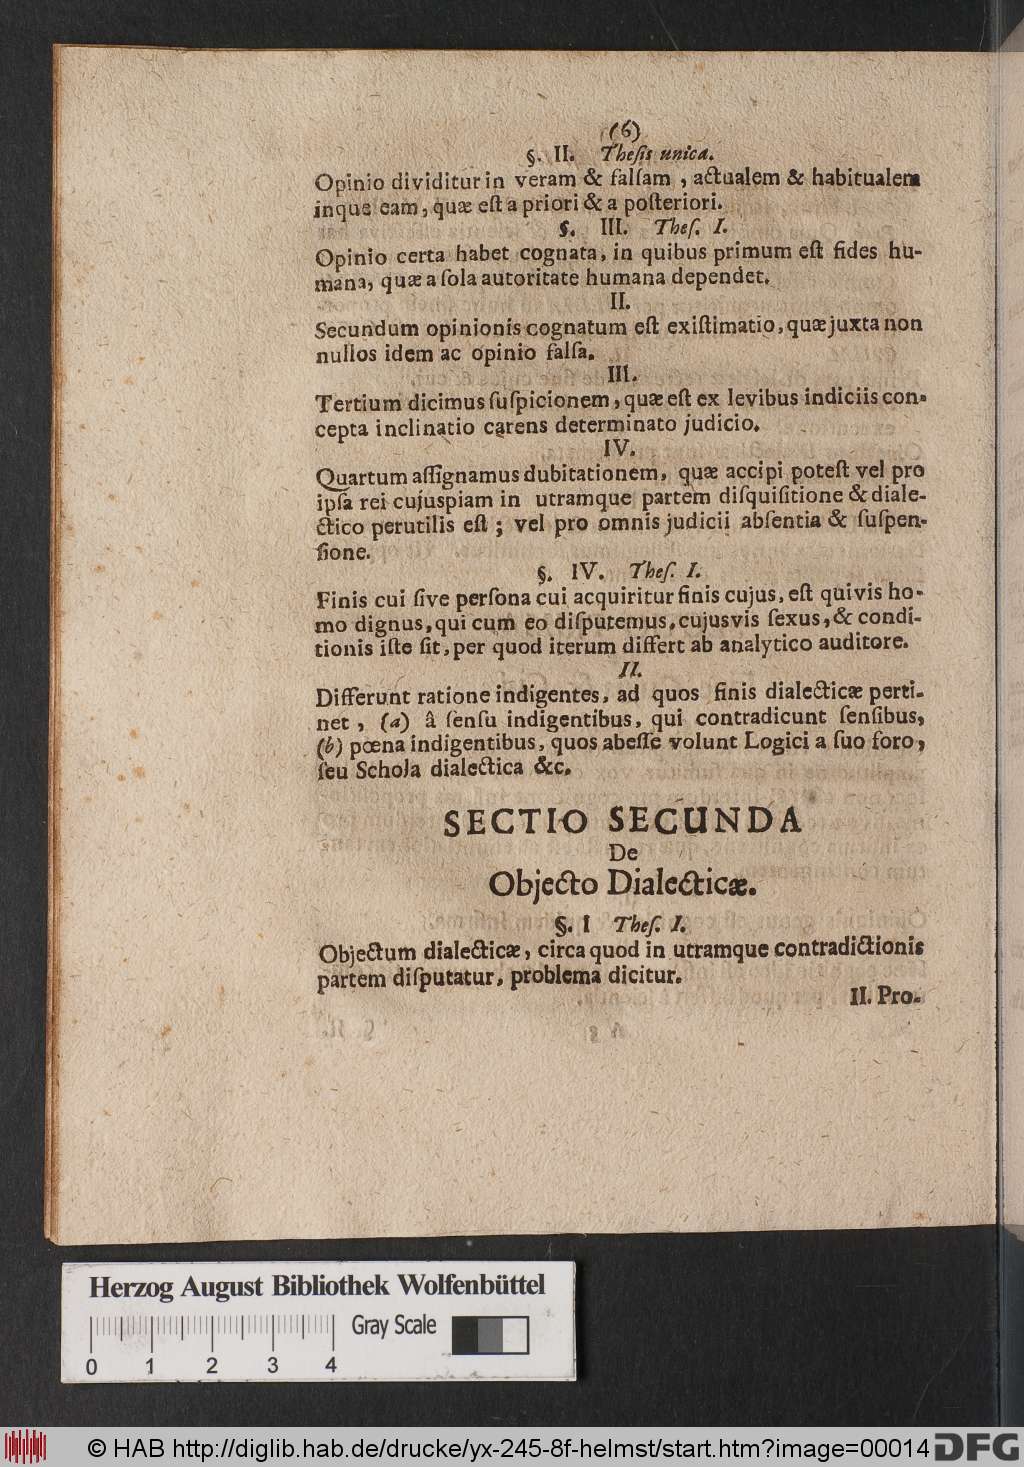 (6)
§. II. Theſis unica.
Opinio dividitur in veram & falſam, actualem & habitualem
inque eam, quæ eſt a priori & a poſteriori.
§. III. Theſ. I.
Opinio certa habet cognata, in quibus primum eſt fides hu-
mana, quæ a ſola autoritate humana dependet.
II.
Secundum opinionis cognatum eſt exiſtimatio, quæ juxta non
nullos idem ac opinio falſa.
III.
Tertium dicimus ſuſpicionem, quæ eſt ex levibus indiciis con-
cepta inclinatio carens determinato judicio.
IV.
Quartum aſſignamus dubitationem, quæ accipi poteſt vel pro
ipſa rei cujuspiam in utramque partem diſquiſitione & diale-
ctico perutilis eſt; vel pro omnis judicii abſentia & ſuſpen-
ſione.
§. IV. Theſ. I.
Finis cui ſive perſona cui acquiritur finis cujus, eſt quivis ho-
mo dignus, qui cum eo diſputemus, cujusvis ſexus, & condi-
tionis iſte ſit, per quod iterum differt ab analytico auditore.
II.
Differunt ratione indigentes, ad quos finis dialecticæ perti-
net, (a) â ſenſu indigentibus, qui contradicunt ſenſibus,
(b) pœna indigentibus, quos abeſſe volunt Logici a ſuo foro,
ſeu Schola dialectica &c.
SECTIO SECUNDA
De
Objecto Dialecticæ.
§. I Theſ. I.
Objectum dialecticæ, circa quod in utramque contradictionis
partem diſputatur, problema dicitur.
II. Pro-
Herzog August Bibliothek Wolfenbüttel
Gray Scale
0 1 2 3 4
© HAB http://diglib.hab.de/drucke/yx-245-8f-helmst/start.htm?image=00014
DFG